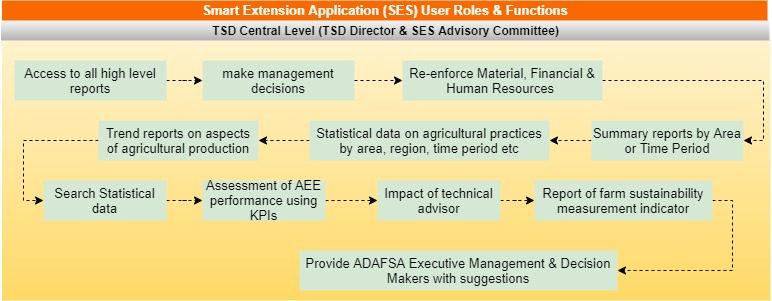 Smart Extension Application (SES) User Roles & Functions
TSD Central Level (TSD Director & SES Advisory Committee)
Access to all high level
reports
make management
decisions
Re-enforce Material, Financial &
Human Resources
Summary reports by Area
or Time Period
Statistical data on agricultural practices
by area, region, time period etc
Trend reports on aspects
of agricultural production
Search Statistical
data
Assessment of AEE
performance using
KPIs
Impact of technical
advisor
Report of farm sustainability
measurement indicator
Provide ADAFSA Executive Management & Decision
Makers with suggestions